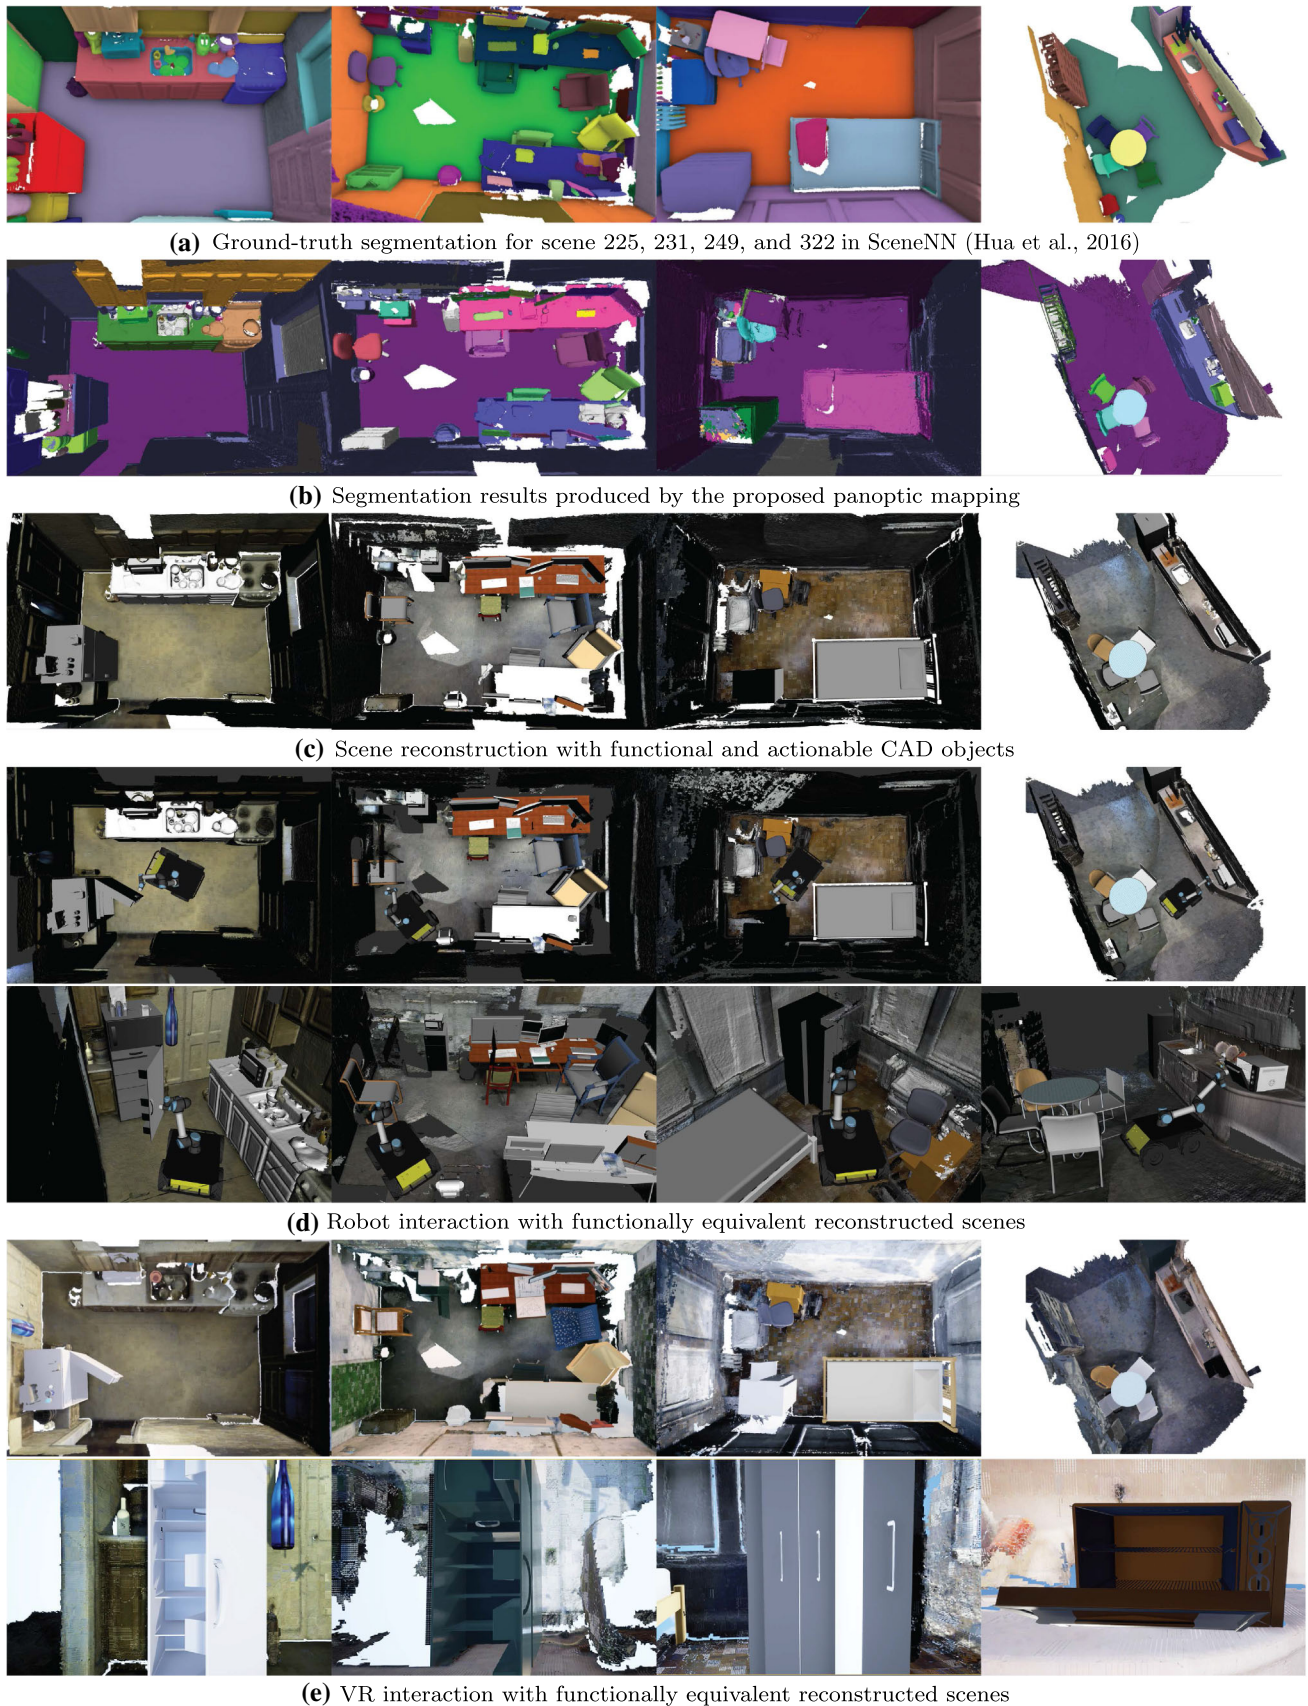 (a) Ground-truth segmentation for scene 225, 231, 249, and 322 in SceneNN (Hua et al., 2016)
(b) Segmentation results produced by the proposed panoptic mapping
(c) Scene reconstruction with functional and actionable CAD objects
(d) Robot interaction with functionally equivalent reconstructed scenes
(e) VR interaction with functionally equivalent reconstructed scenes